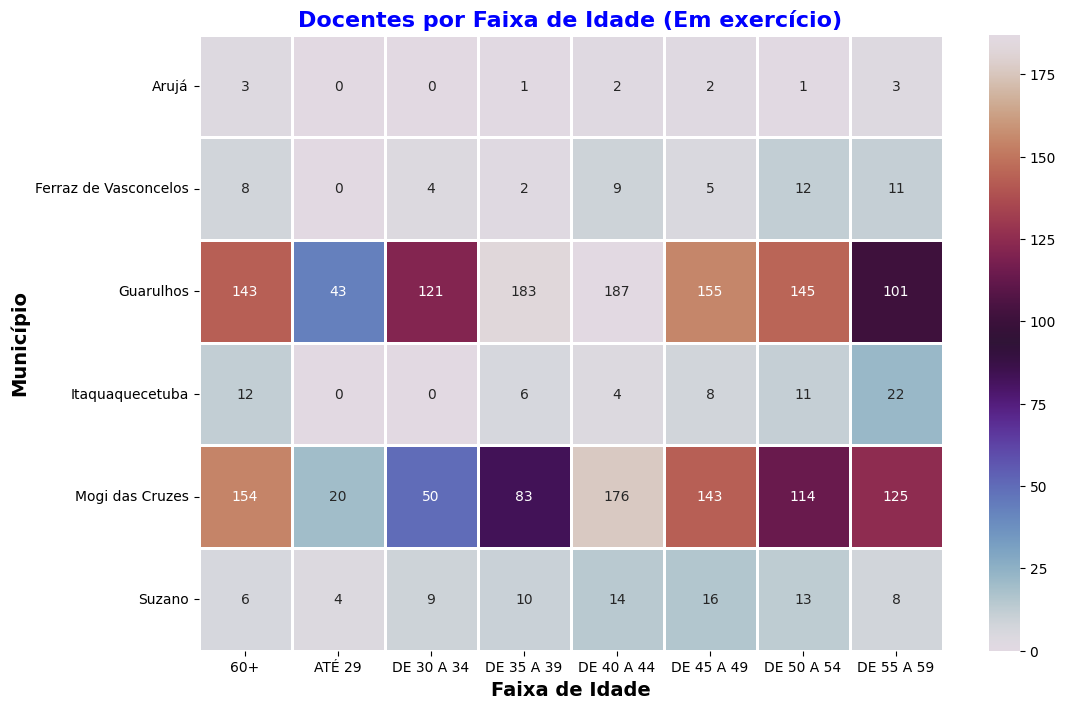 Docentes por Faixa de Idade (Em exercício)
Município
Arujá 3 0 0 1 2 2 1 3
Ferraz de Vasconcelos 8 0 4 2 9 5 12 11
Guarulhos 143 43 121 183 187 155 145 101
Itaquaquecetuba 12 0 0 6 4 8 11 22
Mogi das Cruzes 154 20 50 83 176 143 114 125
Suzano 6 4 9 10 14 16 13 8
60+ ATÉ 29 DE 30 A 34 DE 35 A 39 DE 40 A 44 DE 45 A 49 DE 50 A 54 DE 55 A 59
Faixa de Idade
175
150
125
100
75
50
25
0